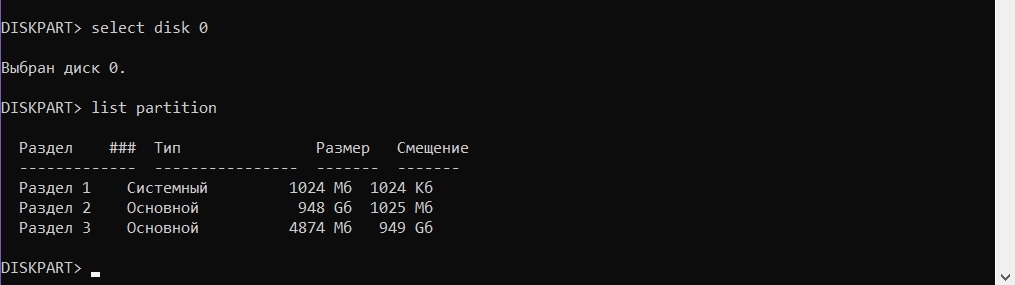 DISKPART> select disk 0
Выбран диск 0.
DISKPART> list partition
Раздел    ###  Тип               Размер   Смещение
-------------  ----------------  -------  -------
Раздел 1    Системный         1024 Mб  1024 Kб
Раздел 2    Основной           948 Gб  1025 Mб
Раздел 3    Основной          4874 Mб   949 Gб
DISKPART>